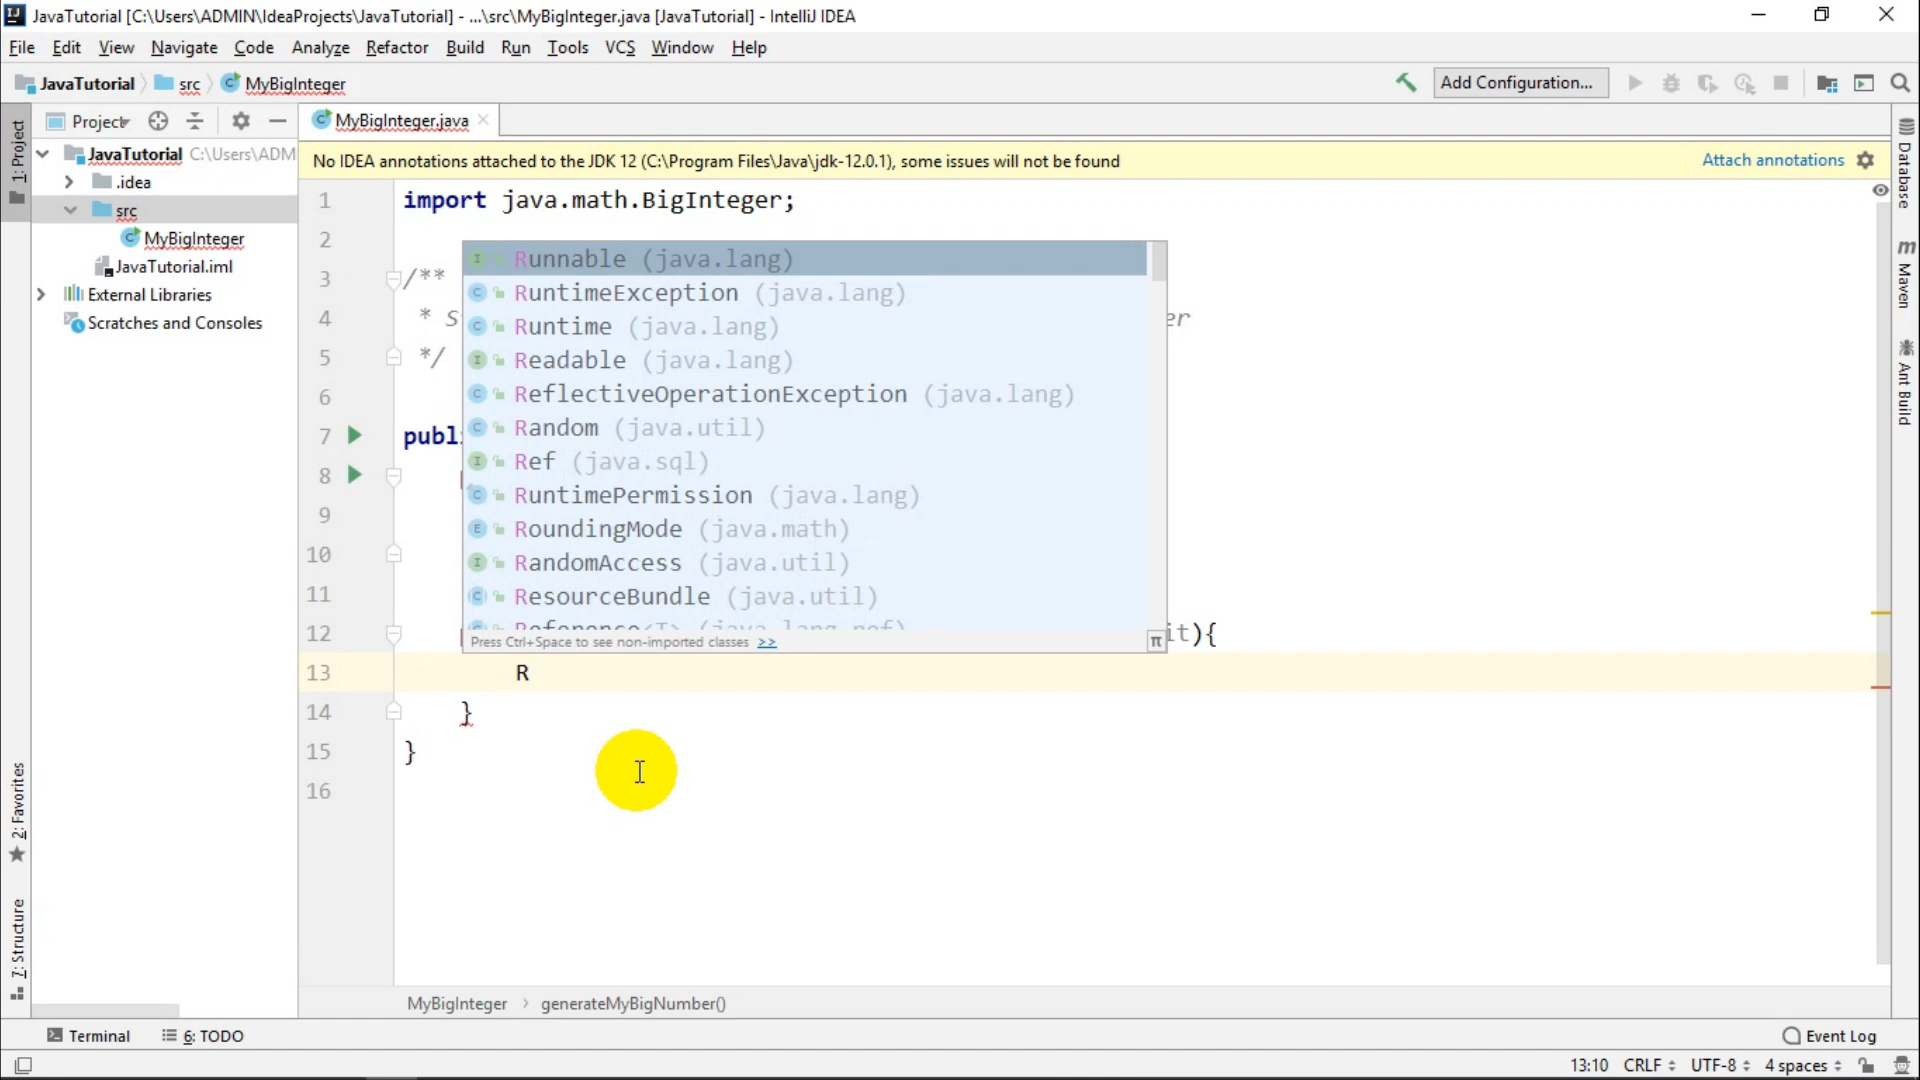 JavaTutorial [C:\Users\ADMIN\IdeaProjects\JavaTutorial] - ...\src\MyBigInteger.java [JavaTutorial] - IntelliJ IDEA
File Edit View Navigate Code Analyze Refactor Build Run Tools VCS Window Help
JavaTutorial src MyBigInteger Add Configuration...
Project MyBigInteger.java
JavaTutorial C:\Users\ADM
.idea
src
MyBigInteger
JavaTutorial.iml
External Libraries
Scratches and Consoles
No IDEA annotations attached to the JDK 12 (C:\Program Files\Java\jdk-12.0.1), some issues will not be found Attach annotations
1 import java.math.BigInteger;
2
3 /**
4 * S er
5 */
6
7 publi
8
9
10
11
12 it){
13 R
14 }
15 }
16
Runnable (java.lang)
RuntimeException (java.lang)
Runtime (java.lang)
Readable (java.lang)
ReflectiveOperationException (java.lang)
Random (java.util)
Ref (java.sql)
RuntimePermission (java.lang)
RoundingMode (java.math)
RandomAccess (java.util)
ResourceBundle (java.util)
Reference<T> (java.lang.ref)
Press Ctrl+Space to see non-imported classes >> π
1: Project
2: Favorites
7: Structure
Database
m Maven
Ant Build
MyBigInteger generateMyBigNumber()
Terminal 6: TODO Event Log
13:10 CRLF UTF-8 4 spaces